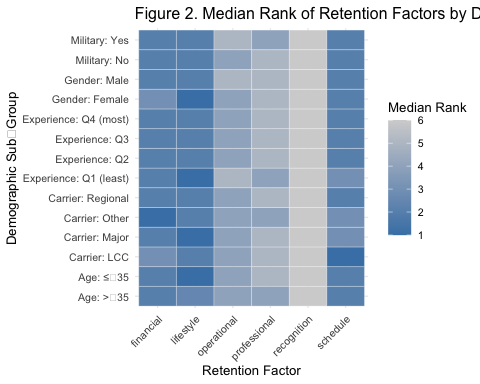 Figure 2. Median Rank of Retention Factors by D
Military: Yes
Military: No
Gender: Male
Gender: Female
Experience: Q4 (most)
Experience: Q3
Experience: Q2
Experience: Q1 (least)
Carrier: Regional
Carrier: Other
Carrier: Major
Carrier: LCC
Age: ≤□35
Age: >□35
Demographic Sub□Group
financial
lifestyle
operational
professional
recognition
schedule
Retention Factor
Median Rank
6
5
4
3
2
1